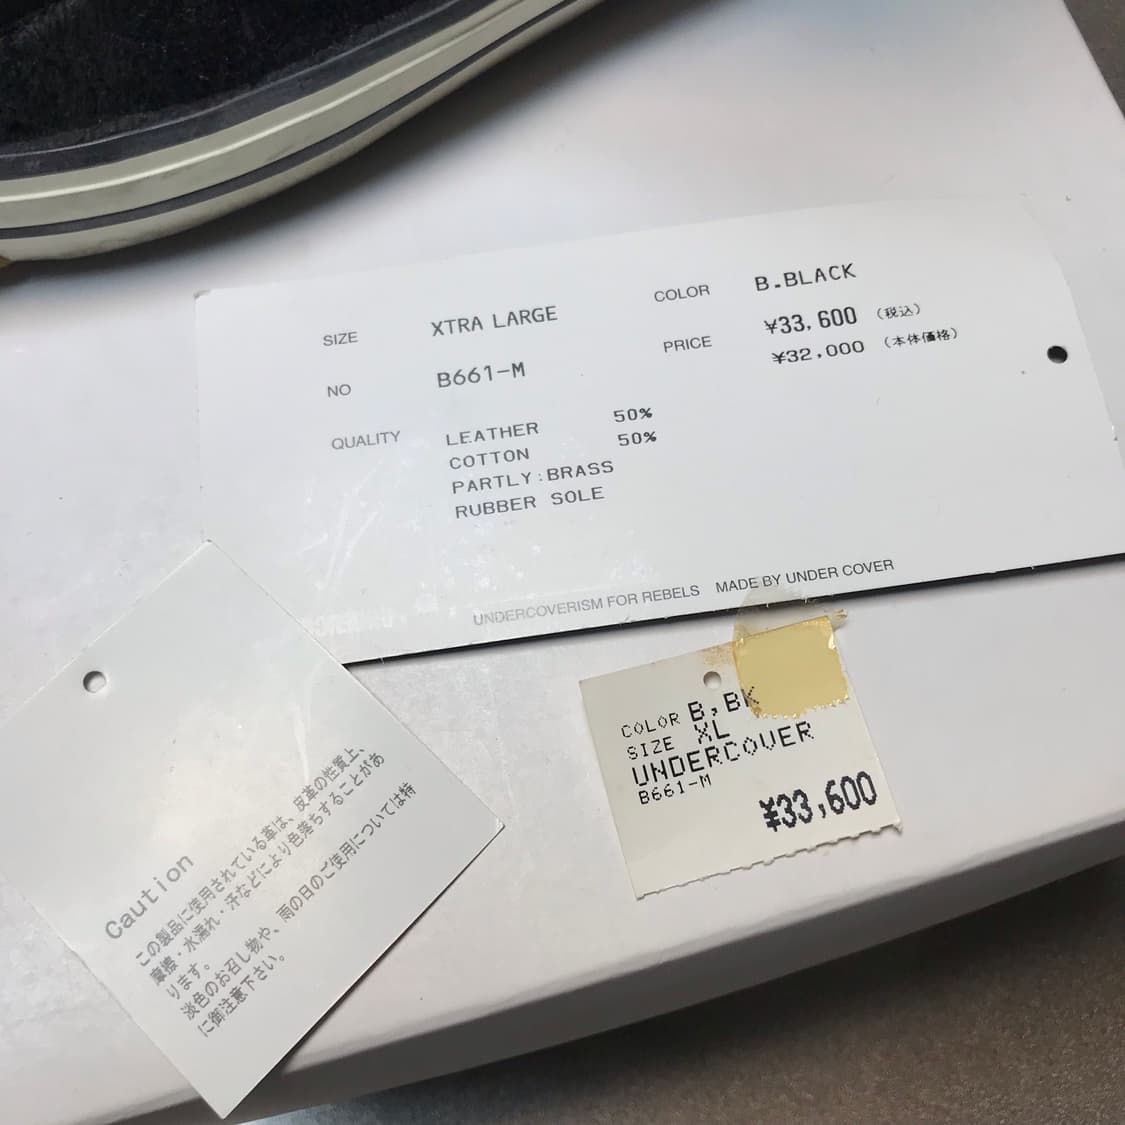 SIZE XTRA LARGE COLOR B.BLACK
NO B661-M PRICE ¥33,600 (税込)
¥32,000 (本体価格)
QUALITY LEATHER 50%
COTTON 50%
PARTLY:BRASS
RUBBER SOLE
UNDERCOVERISM FOR REBELS MADE BY UNDER COVER
Caution
この製品に使用されている革は、皮革の性質上、
摩擦・水濡れ・汗などにより色落ちすることがあ
ります。
淡色のお召し物や、雨の日のご使用については特
に御注意下さい。
COLOR B,BK
SIZE XL
UNDERCOVER
B661-M
¥33,600